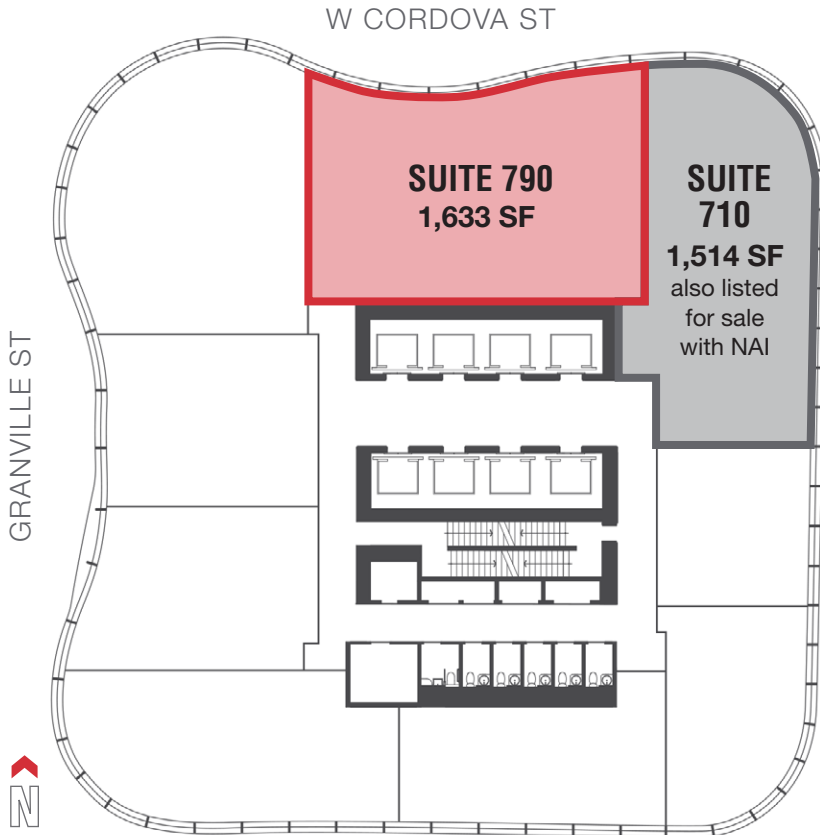 W CORDOVA ST
SUITE 790
1,633 SF
SUITE
710
1,514 SF
also listed
for sale
with NAI
GRANVILLE ST
N